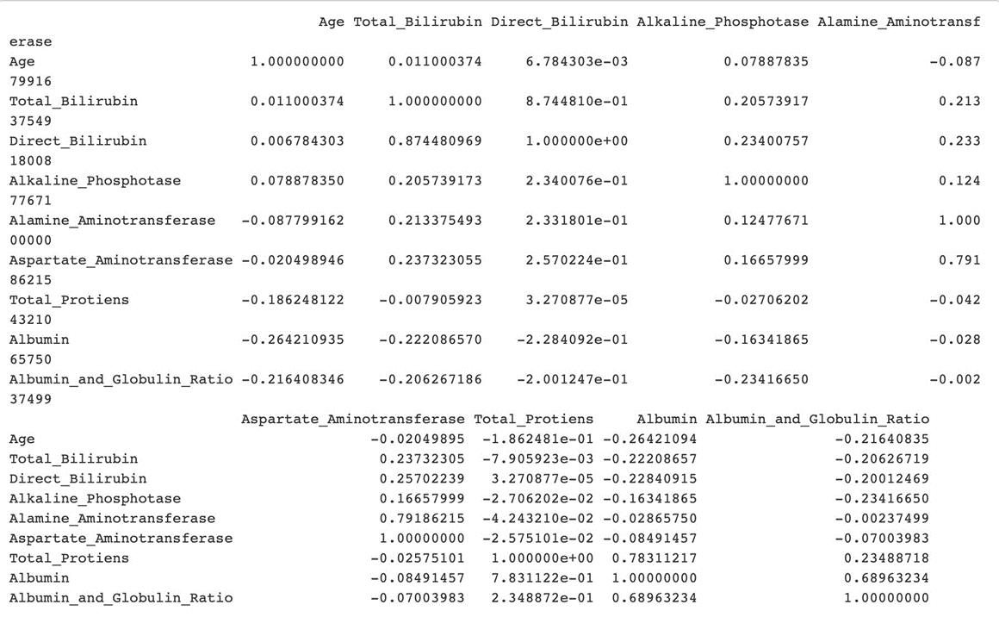 Age Total_Bilirubin Direct_Bilirubin Alkaline_Phosphotase Alamine_Aminotransf
erase
Age 1.000000000 0.011000374 6.784303e-03 0.07887835 -0.087
79916
Total_Bilirubin 0.011000374 1.000000000 8.744810e-01 0.20573917 0.213
37549
Direct_Bilirubin 0.006784303 0.874480969 1.000000e+00 0.23400757 0.233
18008
Alkaline_Phosphotase 0.078878350 0.205739173 2.340076e-01 1.00000000 0.124
77671
Alamine_Aminotransferase -0.087799162 0.213375493 2.331801e-01 0.12477671 1.000
00000
Aspartate_Aminotransferase -0.020498946 0.237323055 2.570224e-01 0.16657999 0.791
86215
Total_Protiens -0.186248122 -0.007905923 3.270877e-05 -0.02706202 -0.042
43210
Albumin -0.264210935 -0.222086570 -2.284092e-01 -0.16341865 -0.028
65750
Albumin_and_Globulin_Ratio -0.216408346 -0.206267186 -2.001247e-01 -0.23416650 -0.002
37499
Aspartate_Aminotransferase Total_Protiens Albumin Albumin_and_Globulin_Ratio
Age -0.02049895 -1.862481e-01 -0.26421094 -0.21640835
Total_Bilirubin 0.23732305 -7.905923e-03 -0.22208657 -0.20626719
Direct_Bilirubin 0.25702239 3.270877e-05 -0.22840915 -0.20012469
Alkaline_Phosphotase 0.16657999 -2.706202e-02 -0.16341865 -0.23416650
Alamine_Aminotransferase 0.79186215 -4.243210e-02 -0.02865750 -0.00237499
Aspartate_Aminotransferase 1.00000000 -2.575101e-02 -0.08491457 -0.07003983
Total_Protiens -0.02575101 1.000000e+00 0.78311217 0.23488718
Albumin -0.08491457 7.831122e-01 1.00000000 0.68963234
Albumin_and_Globulin_Ratio -0.07003983 2.348872e-01 0.68963234 1.00000000